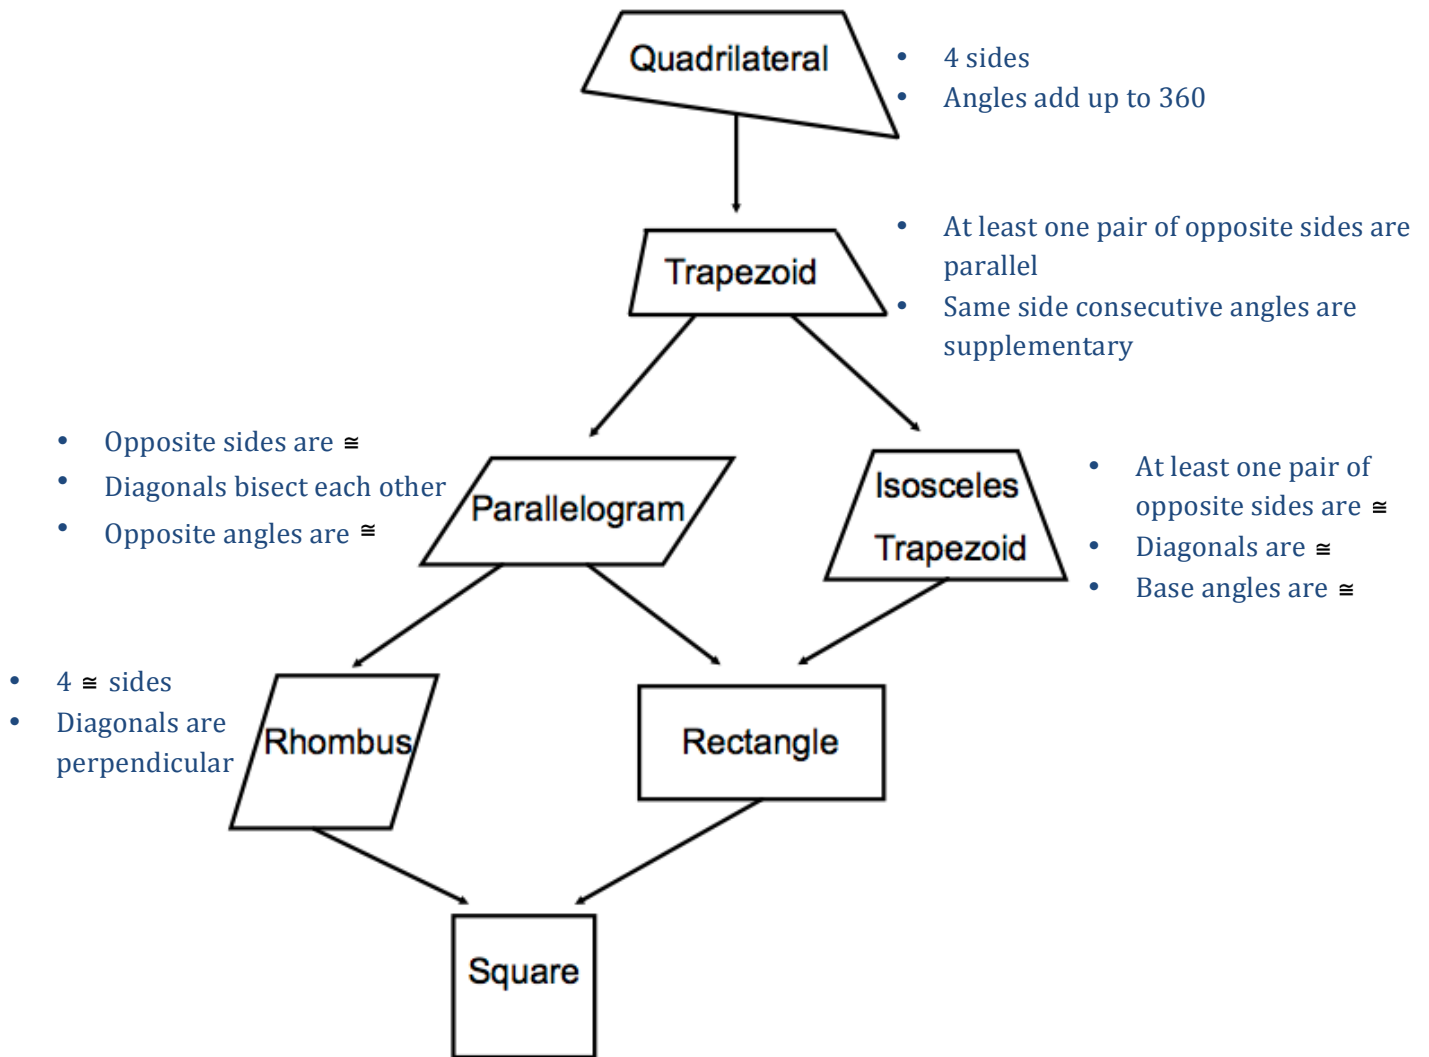 Quadrilateral
• 4 sides
• Angles add up to 360
Trapezoid
• At least one pair of opposite sides are
parallel
• Same side consecutive angles are
supplementary
• Opposite sides are ≅
• Diagonals bisect each other
• Opposite angles are ≅
Parallelogram
Isosceles
Trapezoid
• At least one pair of
opposite sides are ≅
• Diagonals are ≅
• Base angles are ≅
• 4 ≅ sides
• Diagonals are
perpendicular
Rhombus
Rectangle
Square